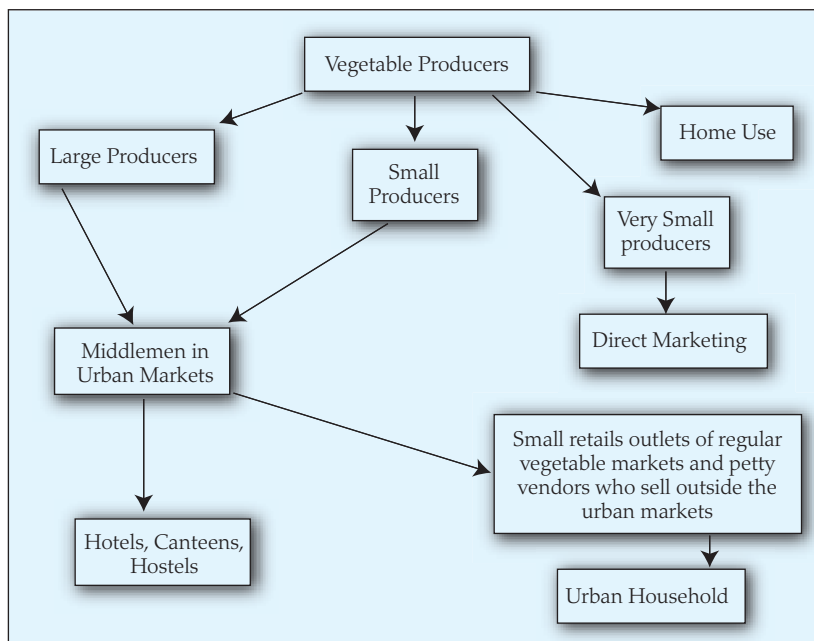 Vegetable Producers
Large Producers
Small
Producers
Home Use
Very Small
producers
Direct Marketing
Middlemen in
Urban Markets
Small retails outlets of regular
vegetable markets and petty
vendors who sell outside the
urban markets
Hotels, Canteens,
Hostels
Urban Household